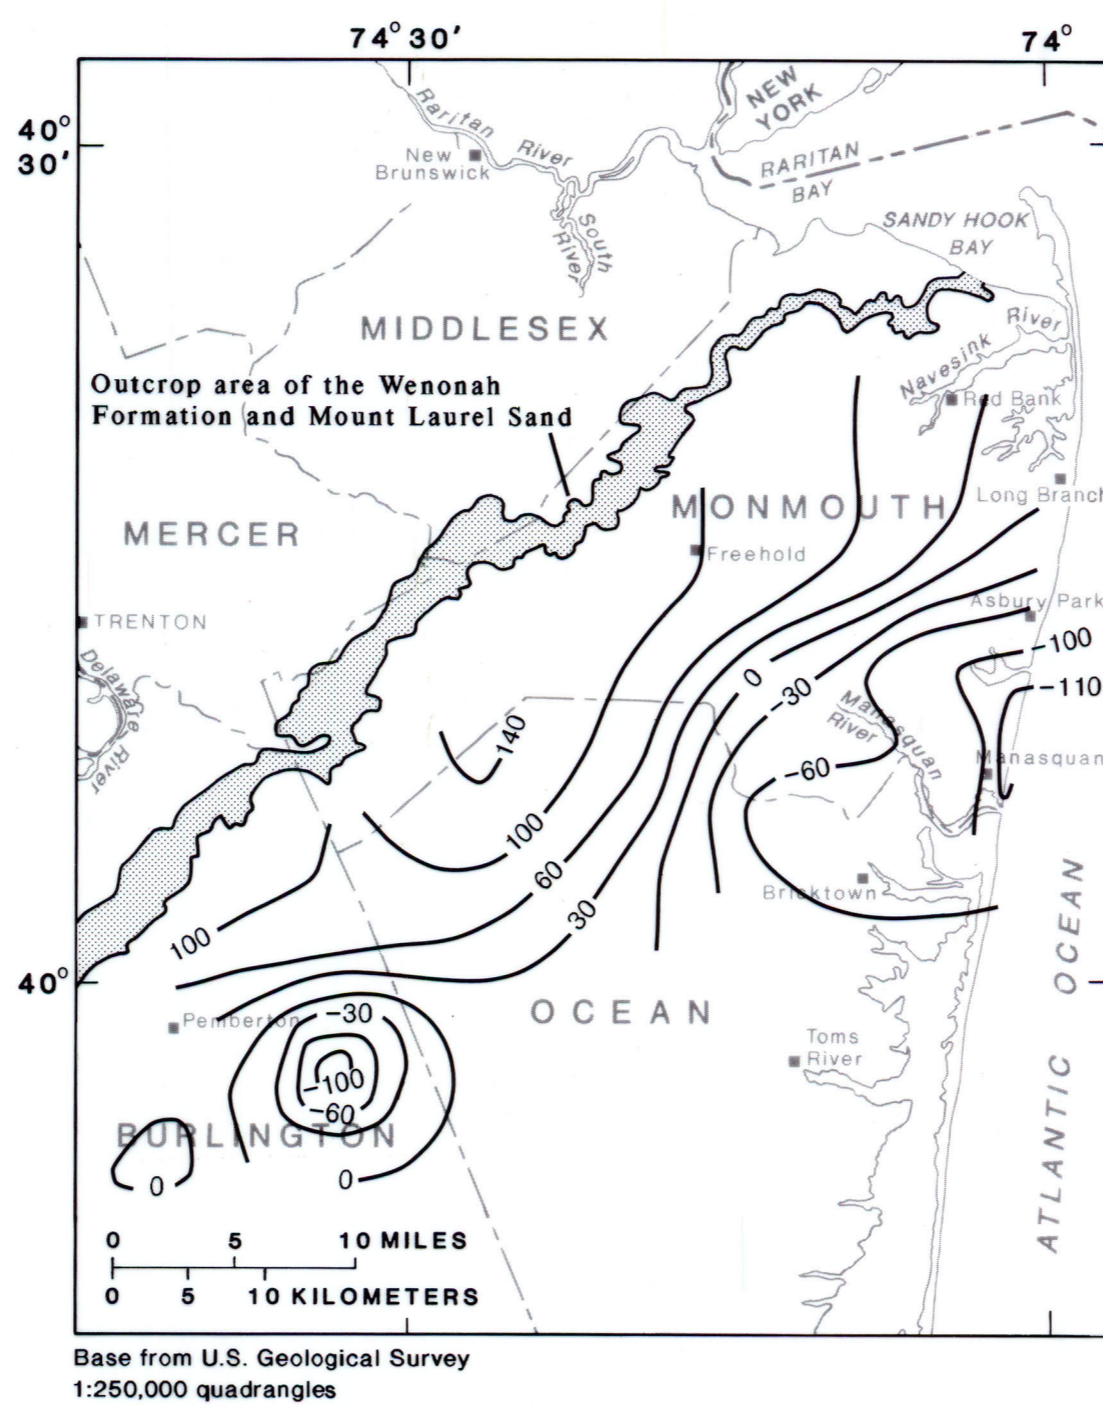 74° 30'
74°
40°
30'
Raritan
River
NEW
YORK
New
Brunswick
RARITAN
BAY
South
River
SANDY HOOK
BAY
MIDDLESEX
River
Navesink
Outcrop area of the Wenonah
Formation and Mount Laurel Sand
Red Bank
MONMOUTH
Long Branch
MERCER
Freehold
Asbury Park
TRENTON
-100
Delaware
River
0
-30
-110
Manasquan
River
140
Manasquan
-60
100
60
Bricktown
30
100
ATLANTIC OCEAN
40°
OCEAN
Pemberton
-30
Toms
River
-100
-60
BURLINGTON
0
0
0 5 10 MILES
0 5 10 KILOMETERS
Base from U.S. Geological Survey
1:250,000 quadrangles